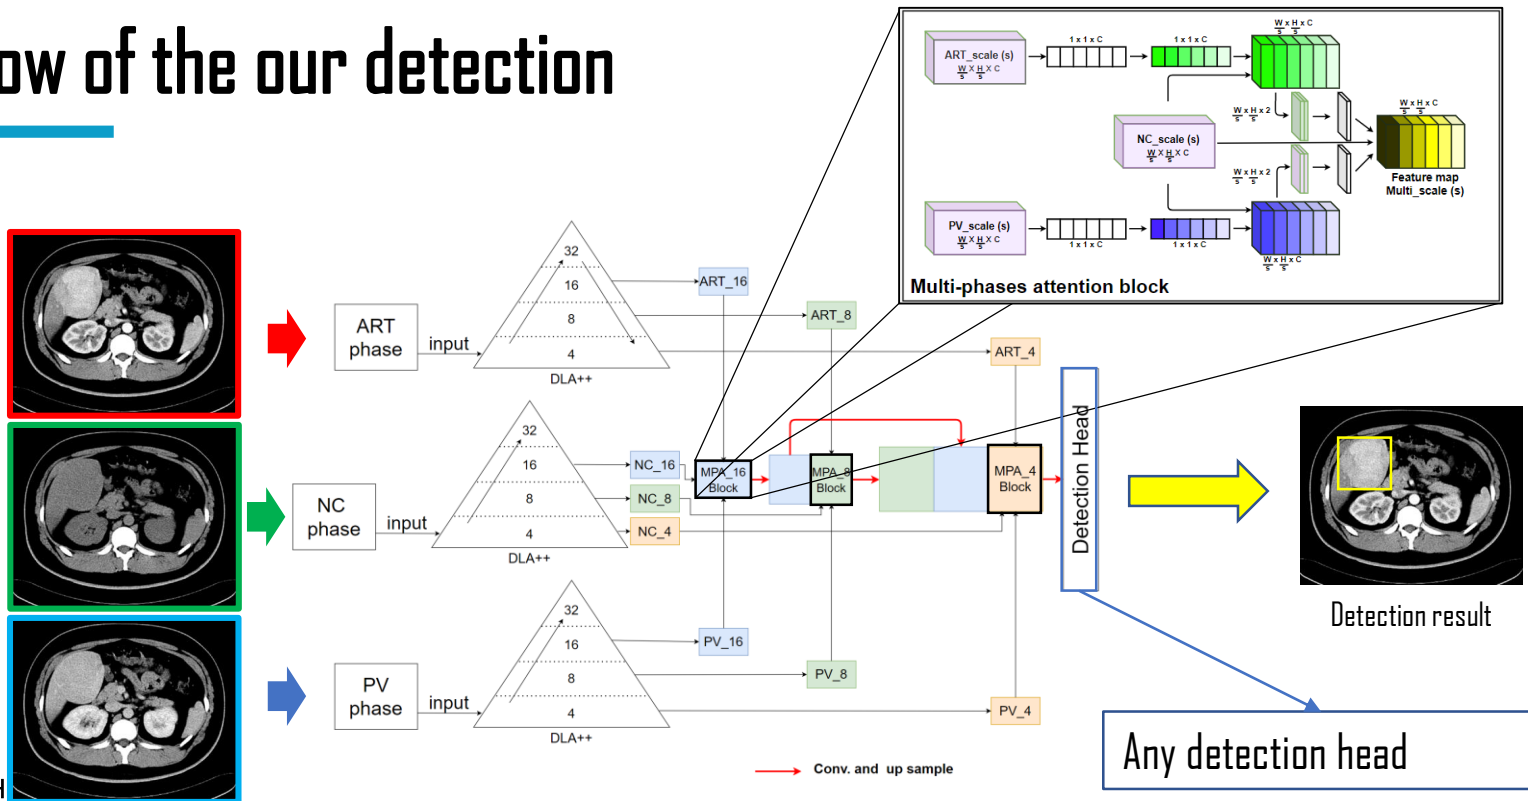 ow of the our detection
ART_scale (s)
W/s x H/s x C
1 x 1 x C
1 x 1 x C
W/s x H/s x C
NC_scale (s)
W/s x H/s x C
W/s x H/s x 2
W/s x H/s x 2
W/s x H/s x C
Feature map
Multi_scale (s)
PV_scale (s)
W/s x H/s x C
1 x 1 x C
1 x 1 x C
W/s x H/s x C
Multi-phases attention block
ART
phase
input
32
16
8
4
DLA++
ART_16
ART_8
ART_4
NC
phase
input
32
16
8
4
DLA++
NC_16
NC_8
NC_4
MPA_16
Block
MPA_8
Block
MPA_4
Block
Detection Head
Detection result
PV
phase
input
32
16
8
4
DLA++
PV_16
PV_8
PV_4
Conv. and up sample
Any detection head